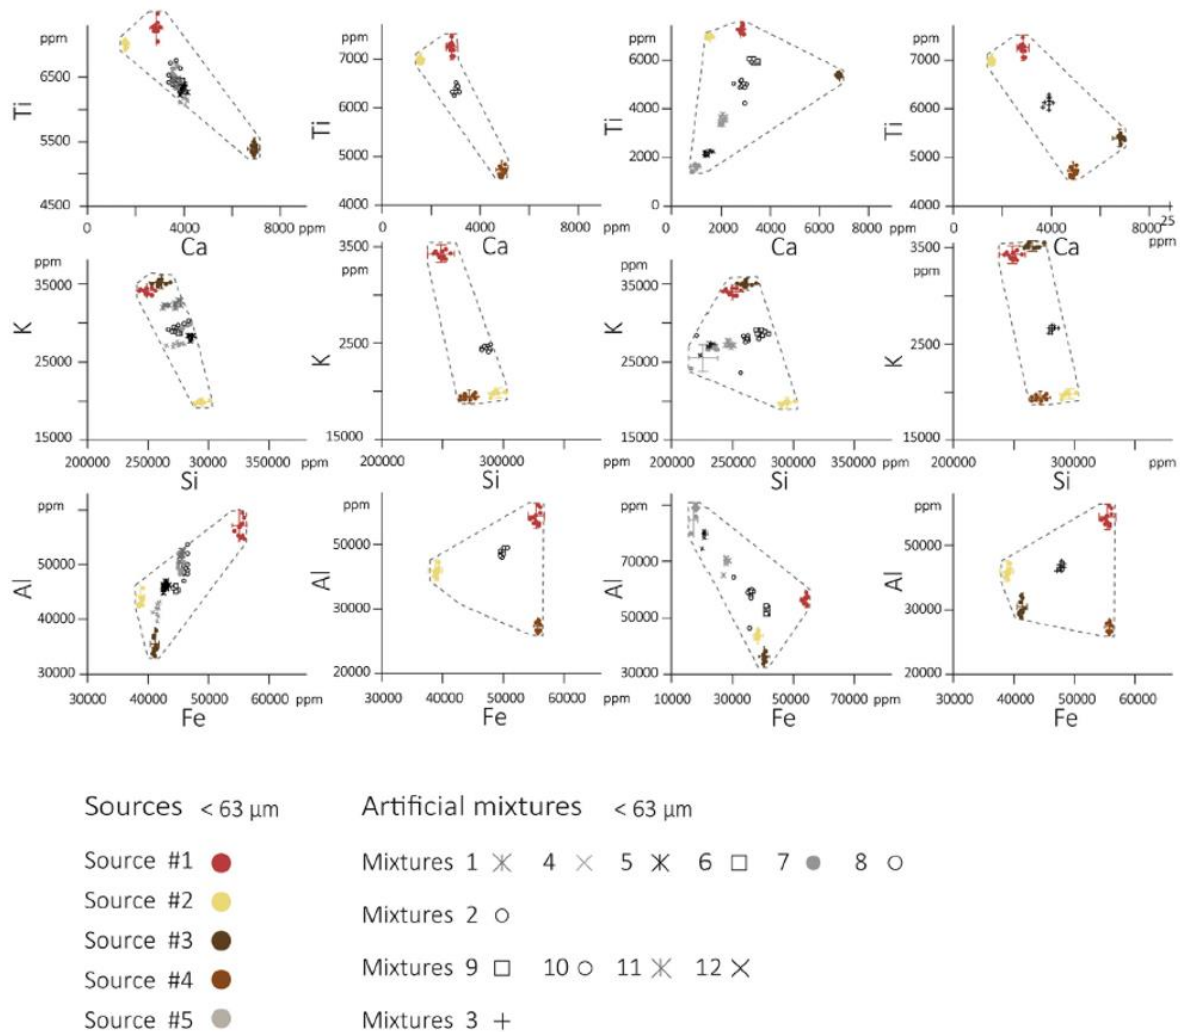 ppm ppm ppm ppm
Ti 6500 5500 4500
Ti 7000 6000 5000 4000
Ti 6000 4000 2000 0
Ti 7000 6000 5000 4000
0 4000 8000 ppm
0 4000 8000 ppm
0 2000 4000 6000 8000 ppm
0 4000 8000 25 ppm
Ca Ca Ca Ca
ppm K 35000 25000 15000
3500 ppm K 2500 15000
ppm K 35000 25000 15000
3500 ppm K 2500 15000
200000 250000 30000 350000 ppm
200000 300000 ppm
200000 250000 300000 350000 ppm
200000 300000 ppm
Si Si Si Si
ppm Al 50000 40000 30000
ppm Al 50000 30000 20000
ppm Al 70000 50000 30000
ppm Al 50000 30000 20000
30000 40000 50000 60000 ppm
30000 40000 50000 60000 ppm
10000 30000 50000 70000 ppm
30000 40000 50000 60000 ppm
Fe Fe Fe Fe
Sources < 63 µm Artificial mixtures < 63 µm
Source #1 Mixtures 1 4 5 6 7 8
Source #2 Mixtures 2
Source #3 Mixtures 9 10 11 12
Source #4
Source #5 Mixtures 3